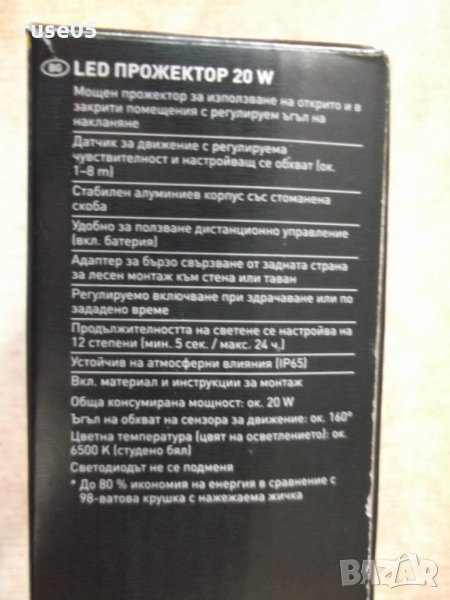 use05
BG LED ПРОЖЕКТОР 20 W
Мощен прожектор за използване на открито и в
закрити помещения с регулируем ъгъл на
накланяне
Датчик за движение с регулируема
чувствителност и настройващ се обхват (ок.
1–8 m)
Стабилен алуминиев корпус със стоманена
скоба
Удобно за ползване дистанционно управление
(вкл. батерия)
Адаптер за бързо свързване от задната страна
за лесен монтаж към стена или таван
Регулируемо включване при здрачаване или по
зададено време
Продължителността на светене се настройва на
12 степени (мин. 5 сек. / макс. 24 ч.)
Устойчив на атмосферни влияния (IP65)
Вкл. материал и инструкции за монтаж
Обща консумирана мощност: ок. 20 W
Ъгъл на обхват на сензора за движение: ок. 160°
Цветна температура (цвят на осветлението): ок.
6500 K (студено бял)
Светодиодът не се подменя
* До 80 % икономия на енергия в сравнение с
98-ватова крушка с нажежаема жичка
BAZAR